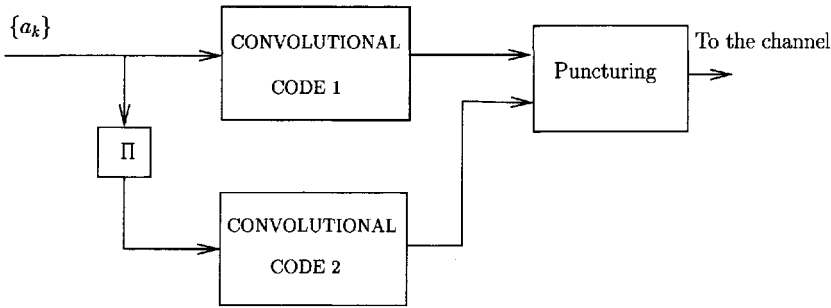 {a_k}
CONVOLUTIONAL
CODE 1
Puncturing
To the channel
Π
CONVOLUTIONAL
CODE 2